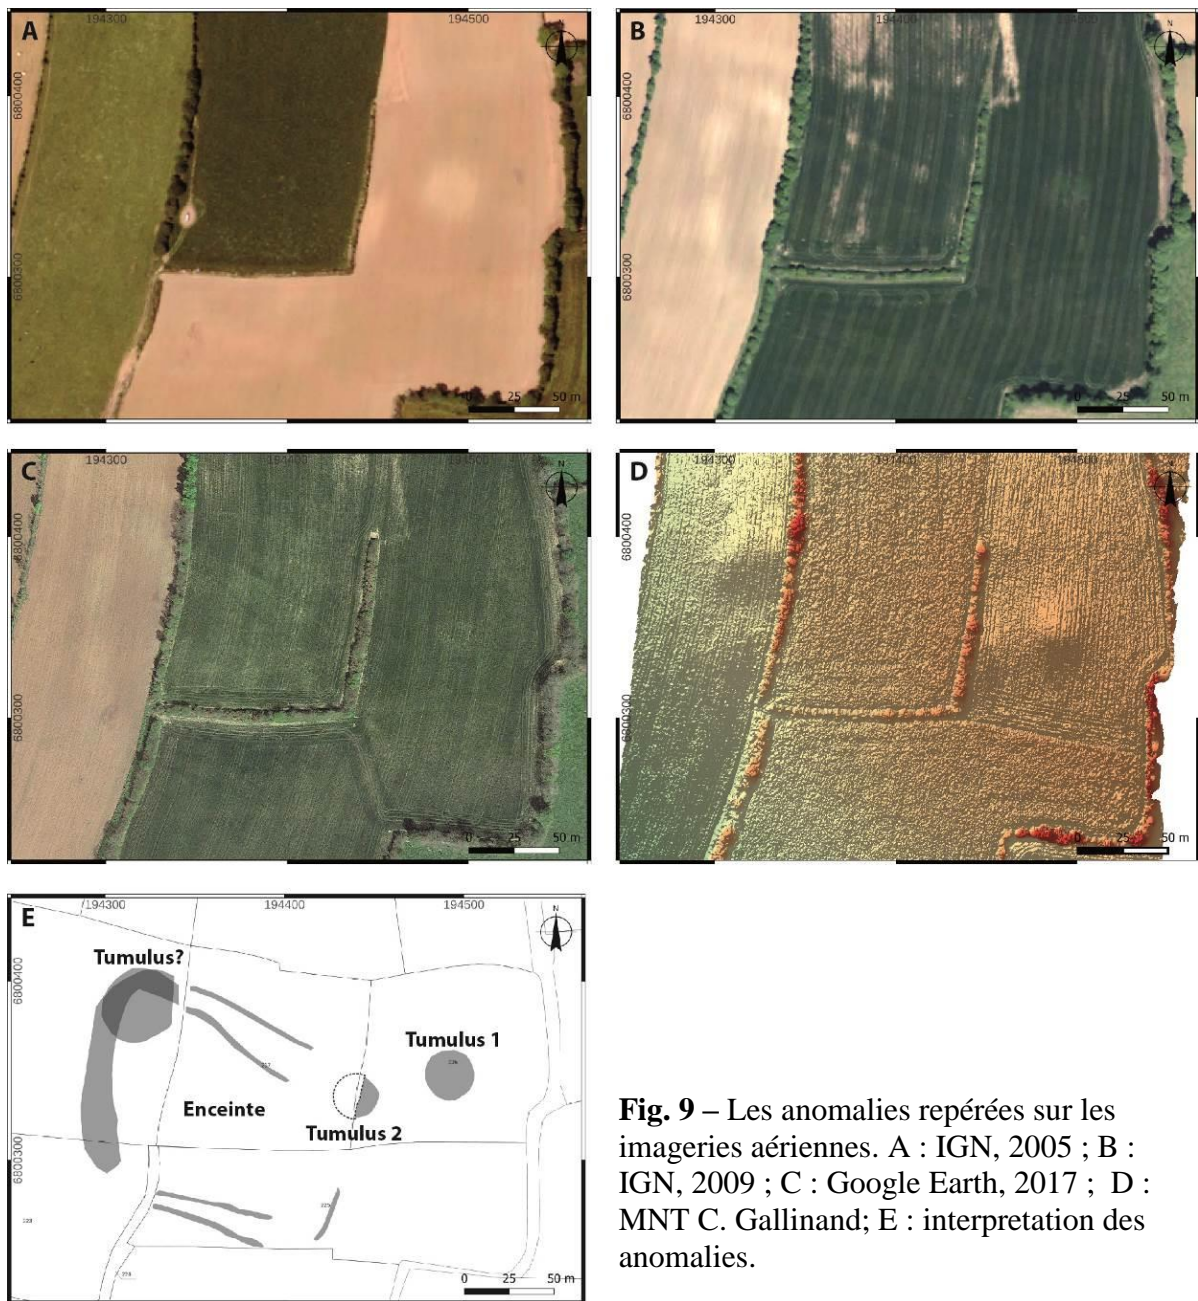 A
194300
194500
N
6800400
6800300
0 25 50 m
B
194300
194400
194500
N
6800400
6800300
0 25 50 m
C
194300
194400
194500
N
6800400
6800300
0 25 50 m
D
194300
N
6800400
6800300
0 25 50 m
E
194300
194400
194500
N
6800400
6800300
Tumulus?
Tumulus 1
Enceinte
Tumulus 2
0 25 50 m
Fig. 9 – Les anomalies repérées sur les
imageries aériennes. A : IGN, 2005 ; B :
IGN, 2009 ; C : Google Earth, 2017 ; D :
MNT C. Gallinand; E : interpretation des
anomalies.